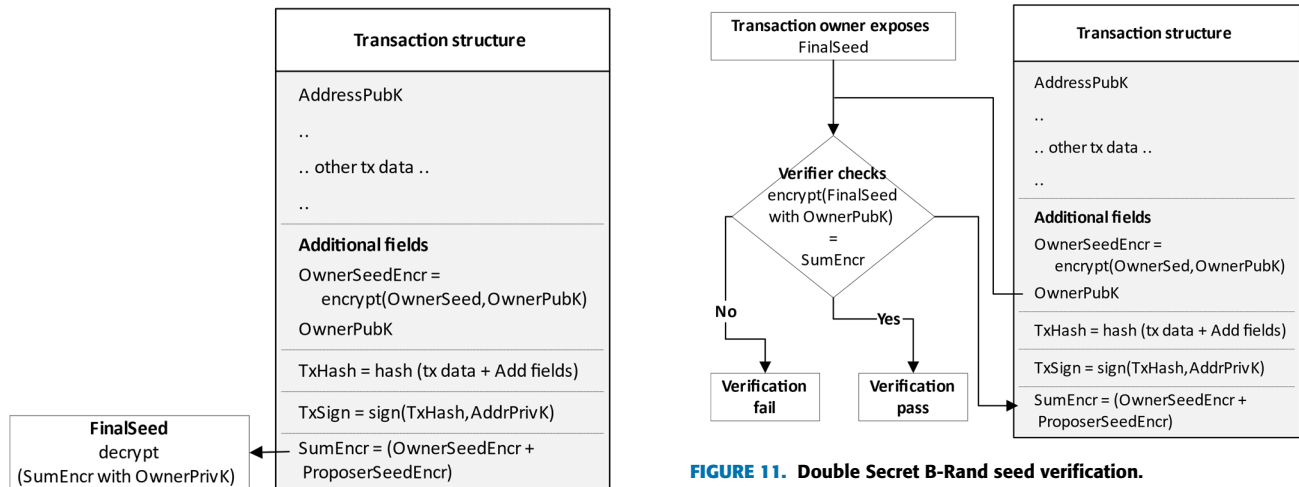 Transaction structure
AddressPubK
..
.. other tx data ..
..
Additional fields
OwnerSeedEncr =
encrypt(OwnerSeed,OwnerPubK)
OwnerPubK
TxHash = hash (tx data + Add fields)
TxSign = sign(TxHash,AddrPrivK)
SumEncr = (OwnerSeedEncr +
ProposerSeedEncr)
FinalSeed
decrypt
(SumEncr with OwnerPrivK)
Transaction owner exposes
FinalSeed
Verifier checks
encrypt(FinalSeed
with OwnerPubK)
=
SumEncr
No
Yes
Verification
fail
Verification
pass
Transaction structure
AddressPubK
..
.. other tx data ..
..
Additional fields
OwnerSeedEncr =
encrypt(OwnerSed,OwnerPubK)
OwnerPubK
TxHash = hash (tx data + Add fields)
TxSign = sign(TxHash,AddrPrivK)
SumEncr = (OwnerSeedEncr +
ProposerSeedEncr)
FIGURE 11. Double Secret B-Rand seed verification.